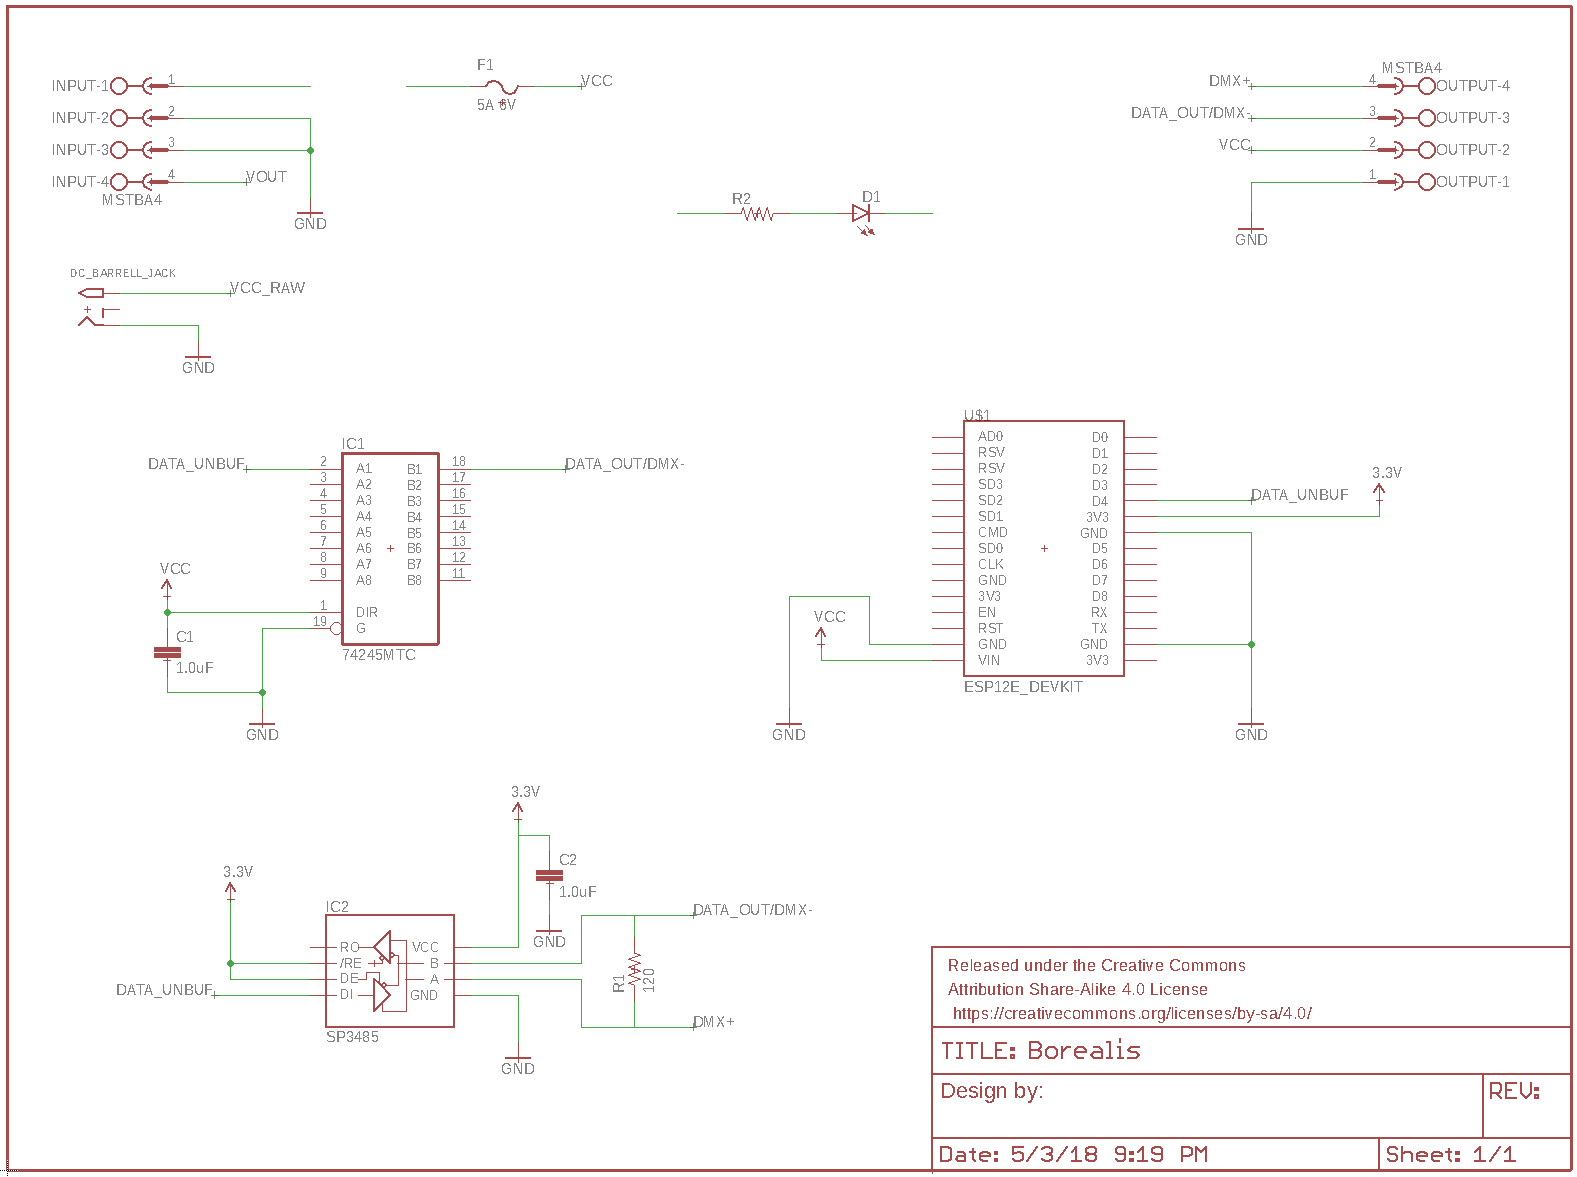 INPUT-1 1
INPUT-2 2
INPUT-3 3
INPUT-4 4 VOUT
MSTBA4
GND
F1
5A 6V
VCC
MSTBA4
DMX+ 4 OUTPUT-4
DATA_OUT/DMX- 3 OUTPUT-3
VCC 2 OUTPUT-2
1 OUTPUT-1
GND
R2 D1
DC_BARRELL_JACK
VCC_RAW
+
GND
IC1
DATA_UNBUF 2 A1 B1 18 DATA_OUT/DMX-
3 A2 B2 17
4 A3 B3 16
5 A4 B4 15
6 A5 B5 14
7 A6 B6 13
8 A7 B7 12
9 A8 B8 11
1 DIR
19 G
74245MTC
VCC
C1
1.0uF
GND
U$1
AD0 D0
RSV D1
RSV D2
SD3 D3
SD2 D4 DATA_UNBUF
SD1 3V3 3.3V
CMD GND
SD0 D5
CLK D6
GND D7
3V3 D8
EN RX
RST TX
GND GND
VIN 3V3
ESP12E_DEVKIT
VCC
GND
GND
3.3V
C2
1.0uF
GND
3.3V
IC2
RO VCC
/RE B
DE A
DATA_UNBUF DI GND
SP3485
GND
DATA_OUT/DMX-
R1
120
DMX+
Released under the Creative Commons
Attribution Share-Alike 4.0 License
https://creativecommons.org/licenses/by-sa/4.0/
TITLE: Borealis
Design by:
REV:
Date: 5/3/18 9:19 PM
Sheet: 1/1